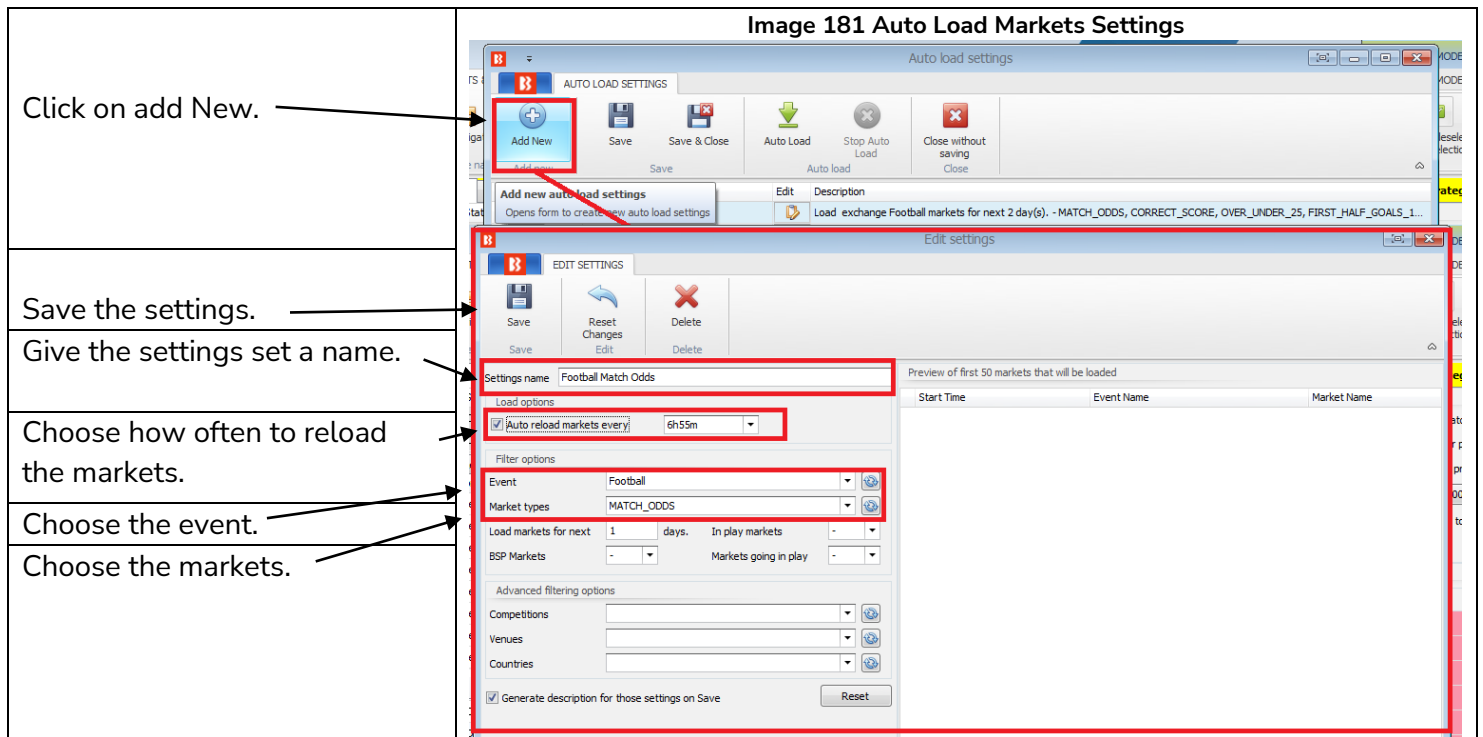 Image 181 Auto Load Markets Settings
Click on add New.
Save the settings.
Give the settings set a name.
Choose how often to reload
the markets.
Choose the event.
Choose the markets.
Auto load settings
AUTO LOAD SETTINGS
Add New
Save
Save & Close
Auto Load
Stop Auto
Load
Close without
saving
Add new
Save
Auto load
Close
Add new auto load settings
Opens form to create new auto load settings
Edit Description
Load exchange Football markets for next 2 day(s). - MATCH_ODDS, CORRECT_SCORE, OVER_UNDER_25, FIRST_HALF_GOALS_1...
Edit settings
EDIT SETTINGS
Save
Reset
Changes
Delete
Save
Edit
Delete
Settings name Football Match Odds
Load options
Auto reload markets every 6h55m
Filter options
Event Football
Market types MATCH_ODDS
Load markets for next 1 days. In play markets -
BSP Markets - Markets going in play -
Advanced filtering options
Competitions
Venues
Countries
Generate description for those settings on Save Reset
Preview of first 50 markets that will be loaded
Start Time Event Name Market Name